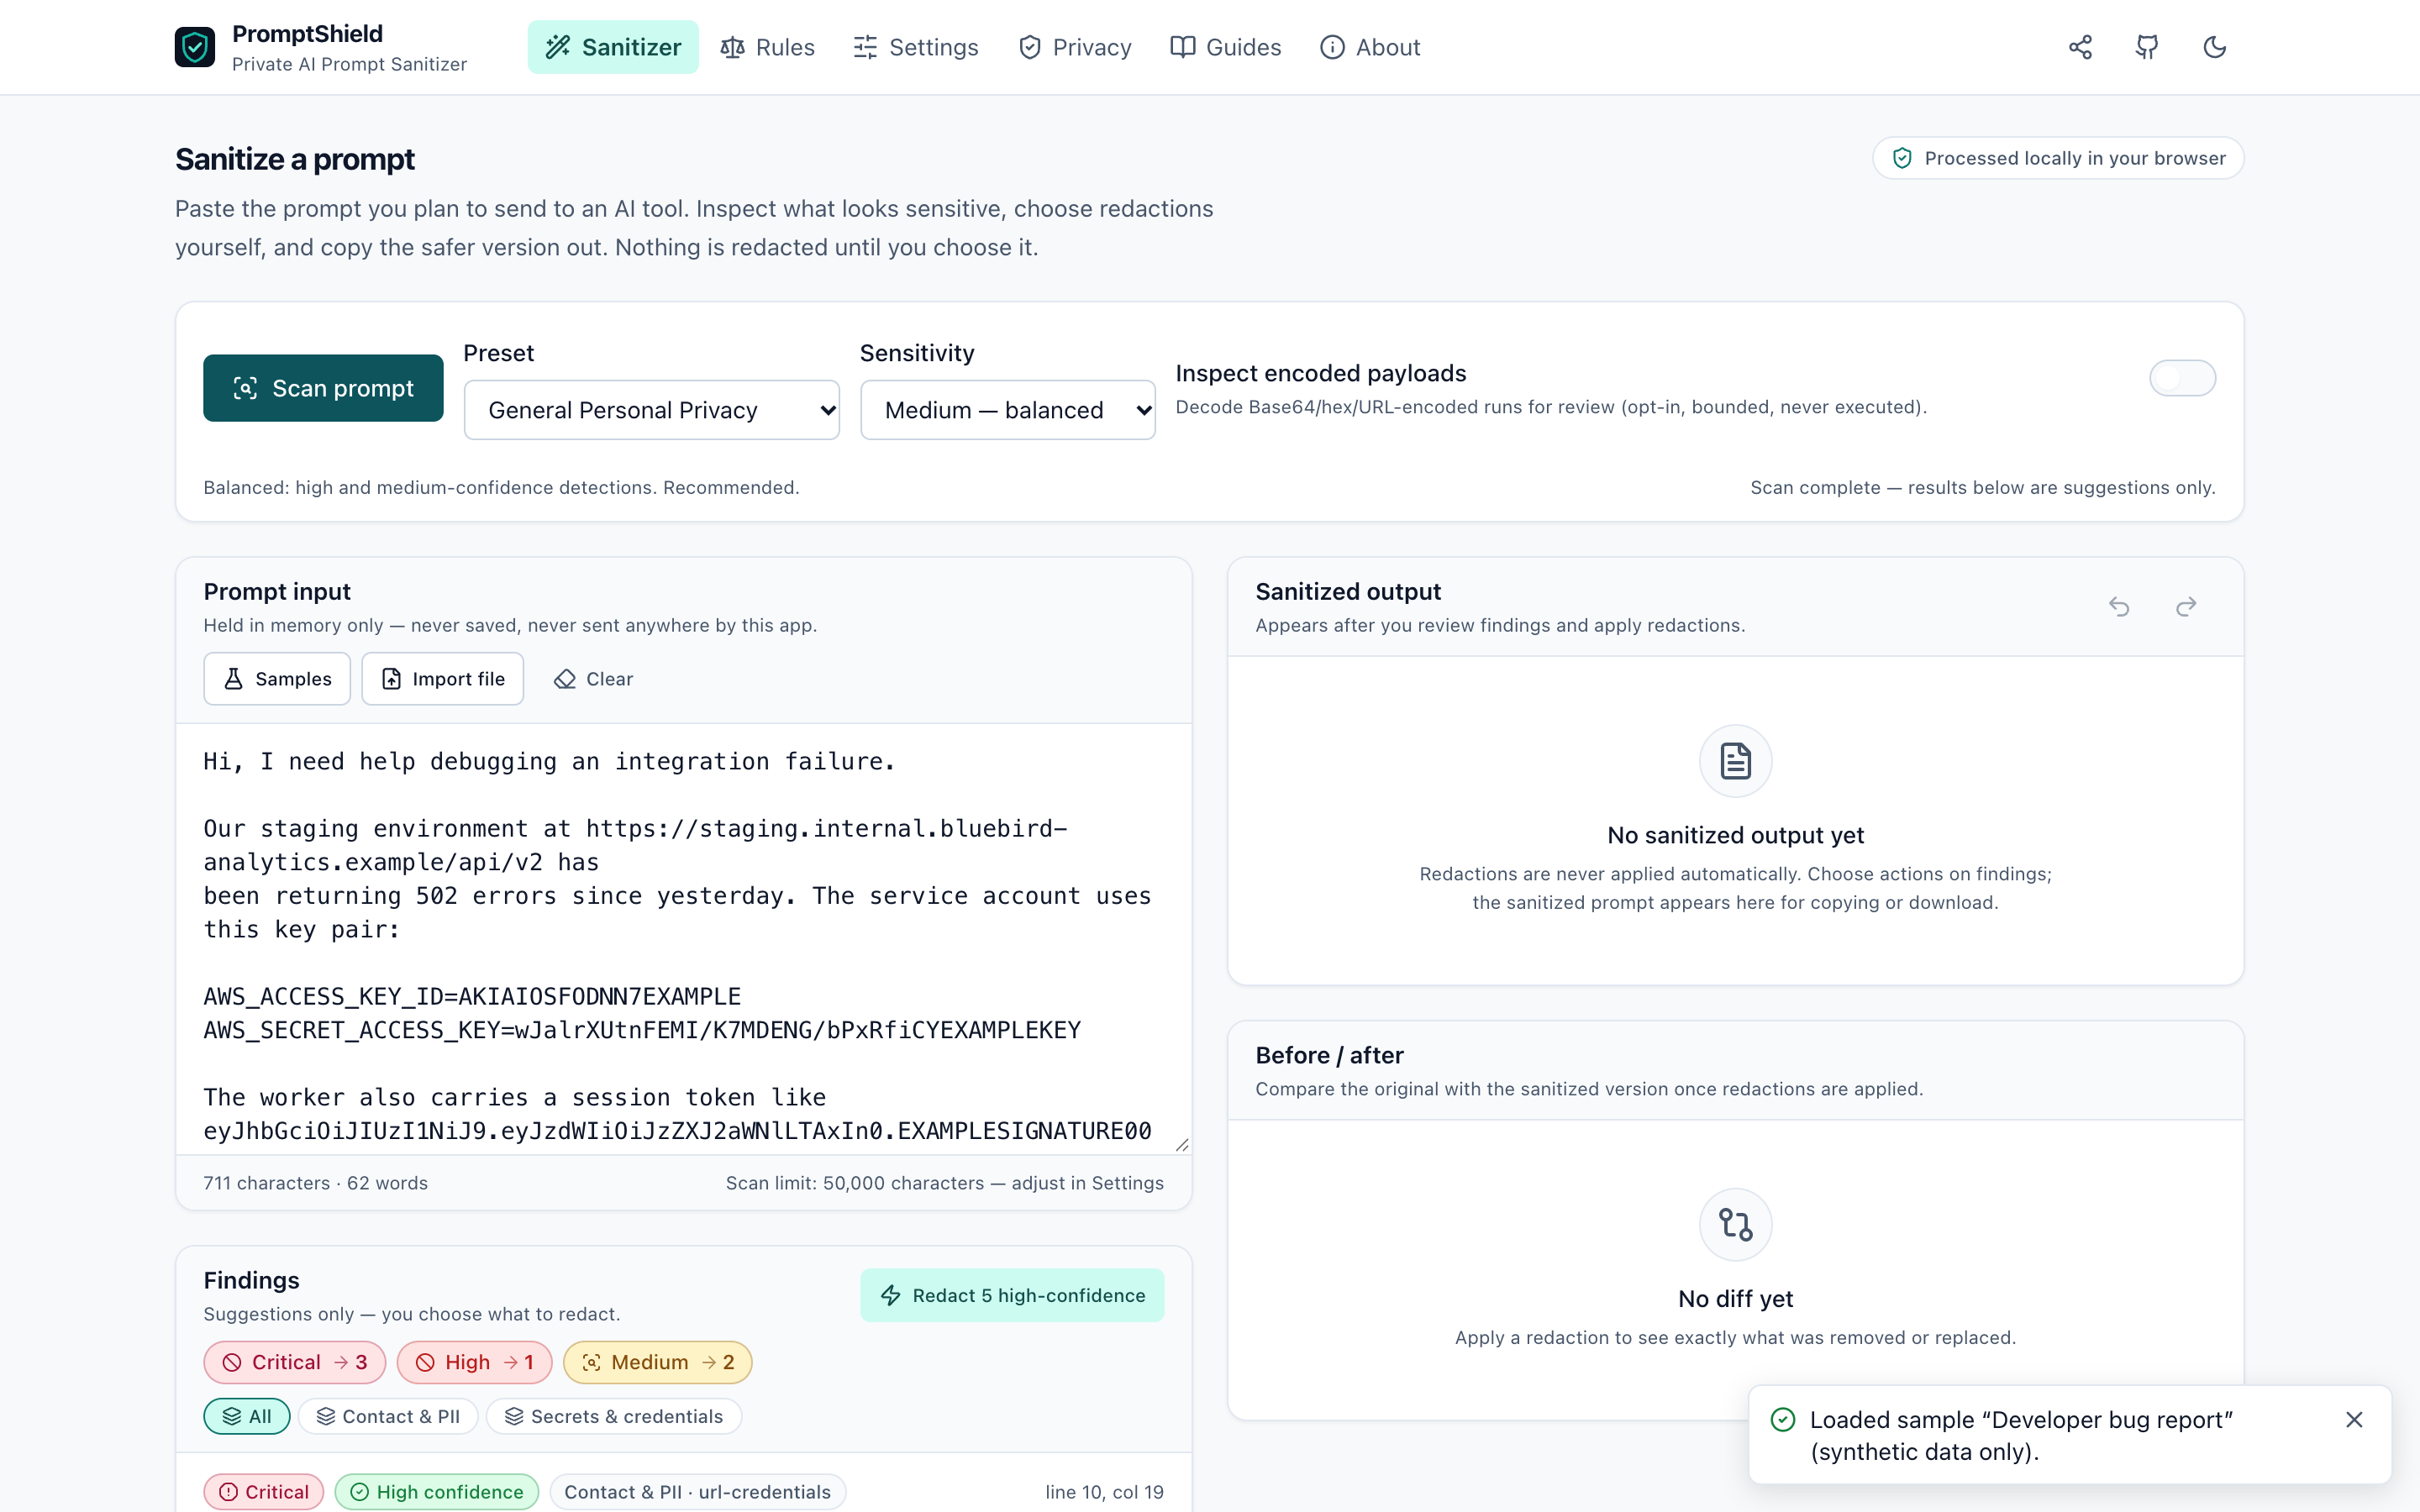 PromptShield
Private AI Prompt Sanitizer
Sanitizer
Rules
Settings
Privacy
Guides
About
Sanitize a prompt
Processed locally in your browser
Paste the prompt you plan to send to an AI tool. Inspect what looks sensitive, choose redactions
yourself, and copy the safer version out. Nothing is redacted until you choose it.
Scan prompt
Preset
General Personal Privacy
Sensitivity
Medium — balanced
Inspect encoded payloads
Decode Base64/hex/URL-encoded runs for review (opt-in, bounded, never executed).
Balanced: high and medium-confidence detections. Recommended.
Scan complete — results below are suggestions only.
Prompt input
Held in memory only — never saved, never sent anywhere by this app.
Samples
Import file
Clear
Hi, I need help debugging an integration failure.
Our staging environment at https://staging.internal.bluebird-
analytics.example/api/v2 has
been returning 502 errors since yesterday. The service account uses
this key pair:
AWS_ACCESS_KEY_ID=AKIAIOSFODNN7EXAMPLE
AWS_SECRET_ACCESS_KEY=wJalrXUtnFEMI/K7MDENG/bPxRfiCYEXAMPLEKEY
The worker also carries a session token like
eyJhbGciOiJIUzI1NiJ9.eyJzdWIiOiJzZXJ2aWNlLTAxIn0.EXAMPLESIGNATURE00
711 characters · 62 words
Scan limit: 50,000 characters — adjust in Settings
Findings
Suggestions only — you choose what to redact.
Redact 5 high-confidence
Critical → 3
High → 1
Medium → 2
All
Contact & PII
Secrets & credentials
Critical
High confidence
Contact & PII · url-credentials
line 10, col 19
Sanitized output
Appears after you review findings and apply redactions.
No sanitized output yet
Redactions are never applied automatically. Choose actions on findings;
the sanitized prompt appears here for copying or download.
Before / after
Compare the original with the sanitized version once redactions are applied.
No diff yet
Apply a redaction to see exactly what was removed or replaced.
Loaded sample “Developer bug report”
(synthetic data only).